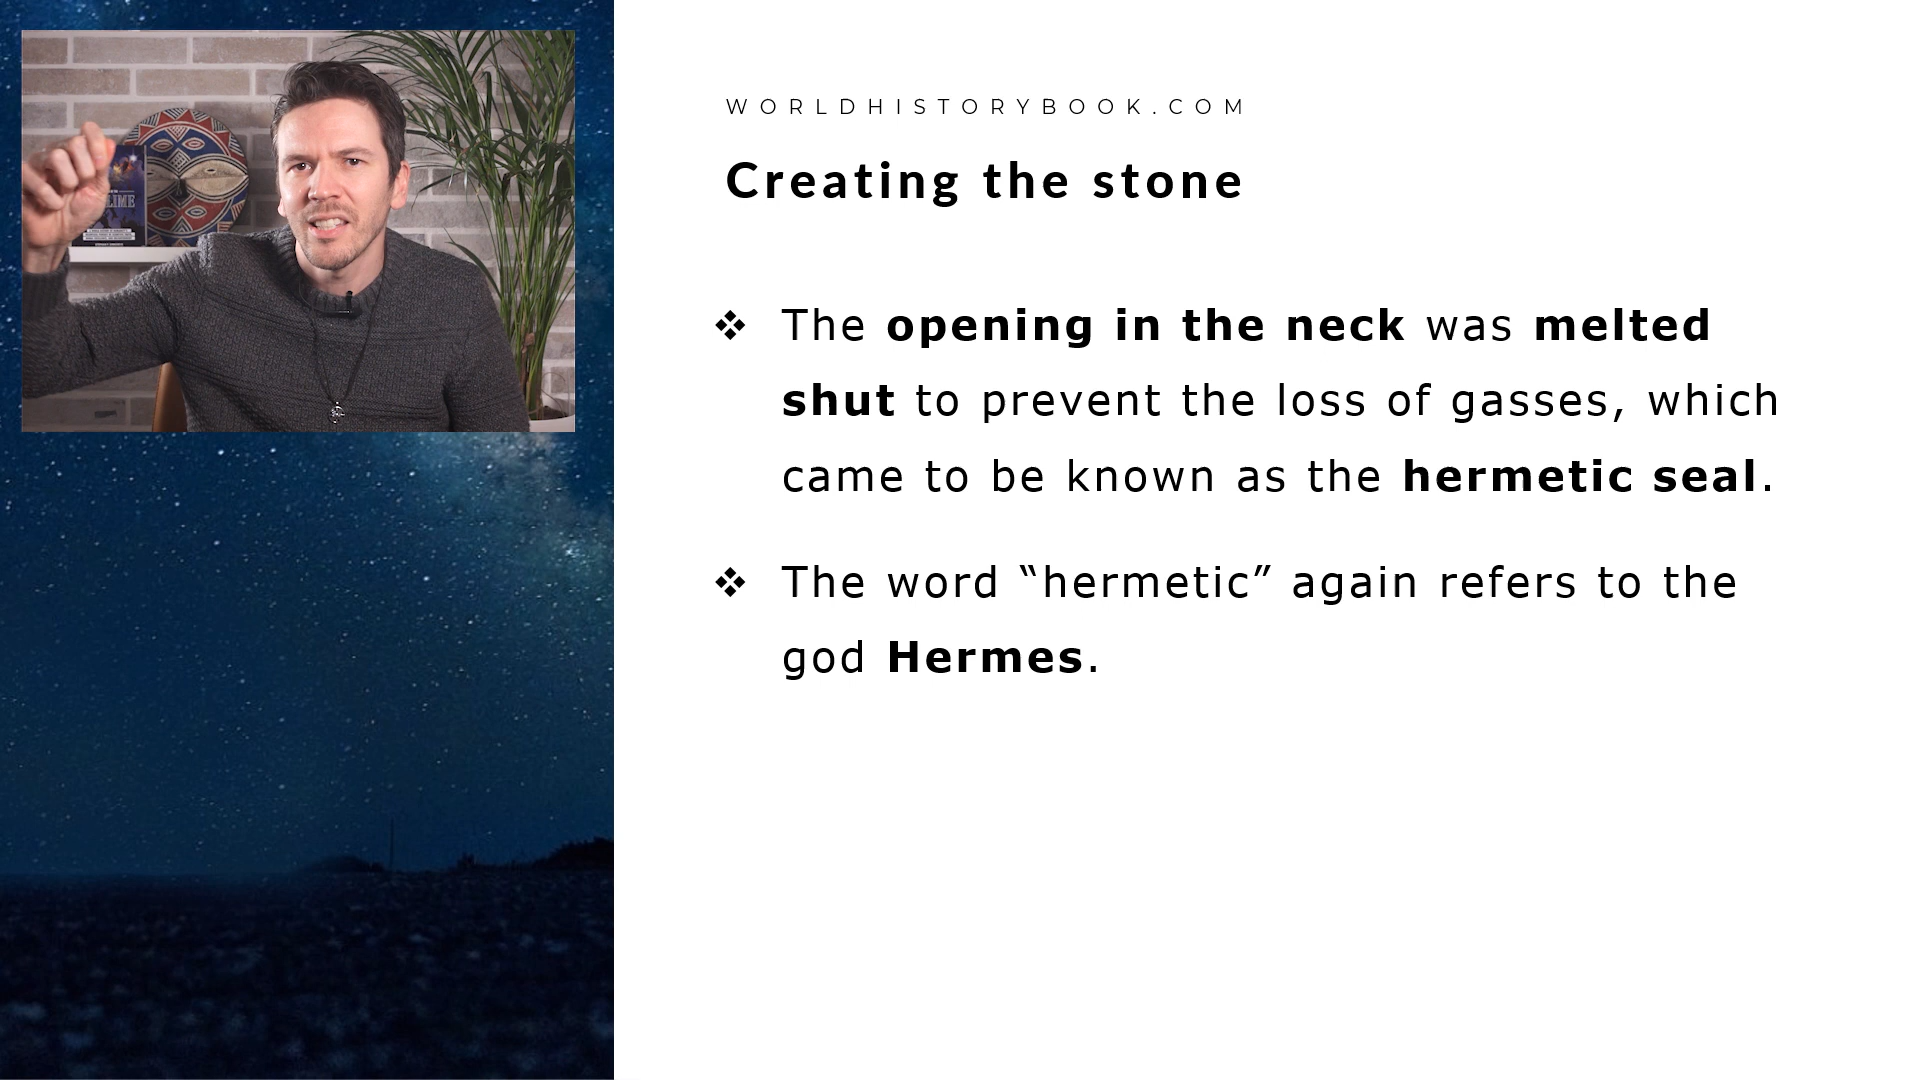 WORLDHISTORYBOOK.COM
Creating the stone
❖ The opening in the neck was melted
shut to prevent the loss of gasses, which
came to be known as the hermetic seal.
❖ The word “hermetic” again refers to the
god Hermes.